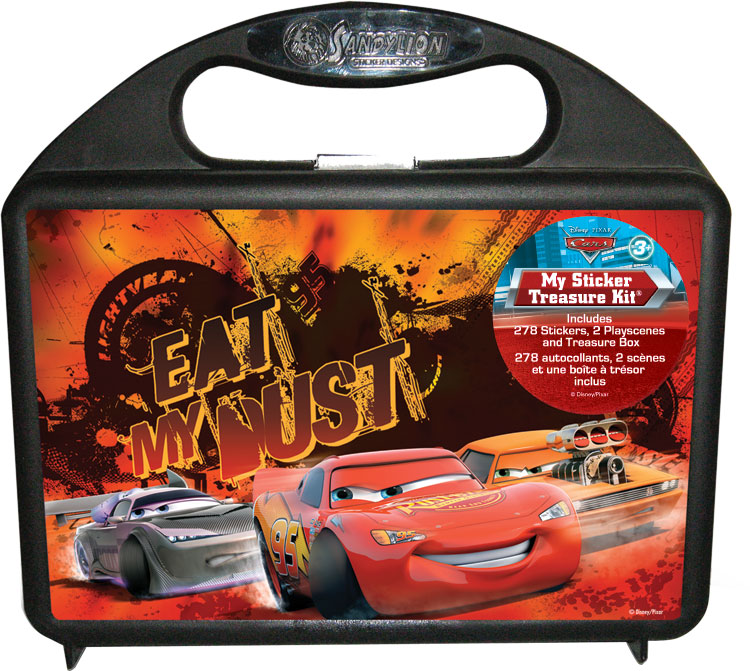 SANDYLION
STICKER DESIGNS
Disney PIXAR
Cars
3+
My Sticker
Treasure Kit®
Includes
278 Stickers, 2 Playscenes
and Treasure Box
278 autocollants, 2 scènes
et une boîte à trésor
inclus
© Disney/Pixar
LIGHTYEA
95
EAT
MY DUST
95
© Disney/Pixar